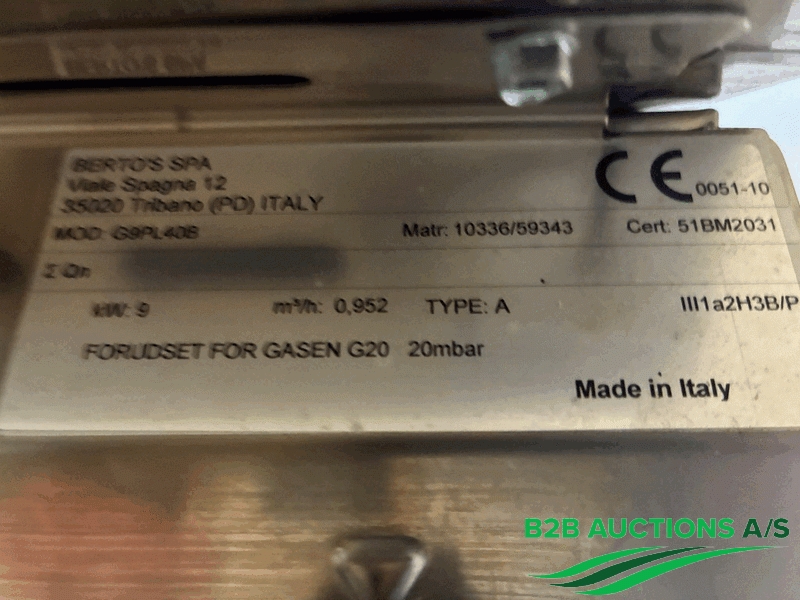 BERTO'S SPA
Viale Spagna 12
35020 Tribano (PD) ITALY
CE 0051-10
MOD: G9PL40B Matr: 10336/59343 Cert: 51BM2031
Σ Qn
kW: 9 m³/h: 0,952 TYPE: A III1a2H3B/P
FORUDSET FOR GASEN G20 20mbar
Made in Italy
B2B AUCTIONS A/S